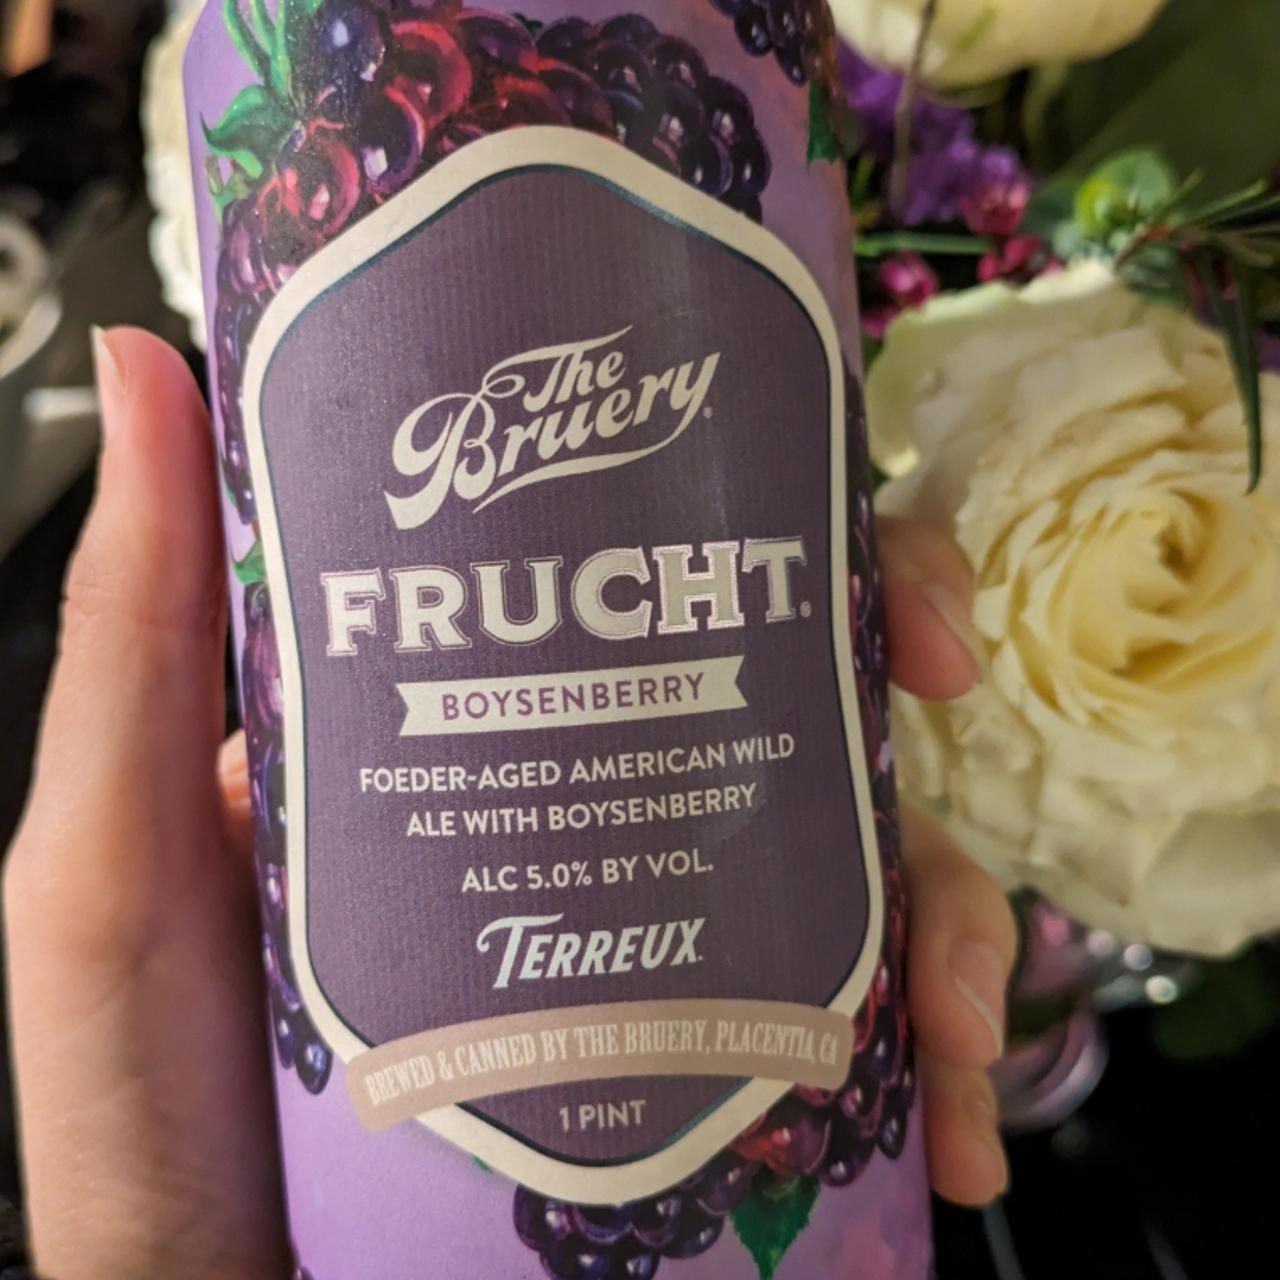 The
Bruery
FRUCHT®
BOYSENBERRY
FOEDER-AGED AMERICAN WILD
ALE WITH BOYSENBERRY
ALC 5.0% BY VOL.
TERREUX
BREWED & CANNED BY THE BRUERY, PLACENTIA, CA
1 PINT